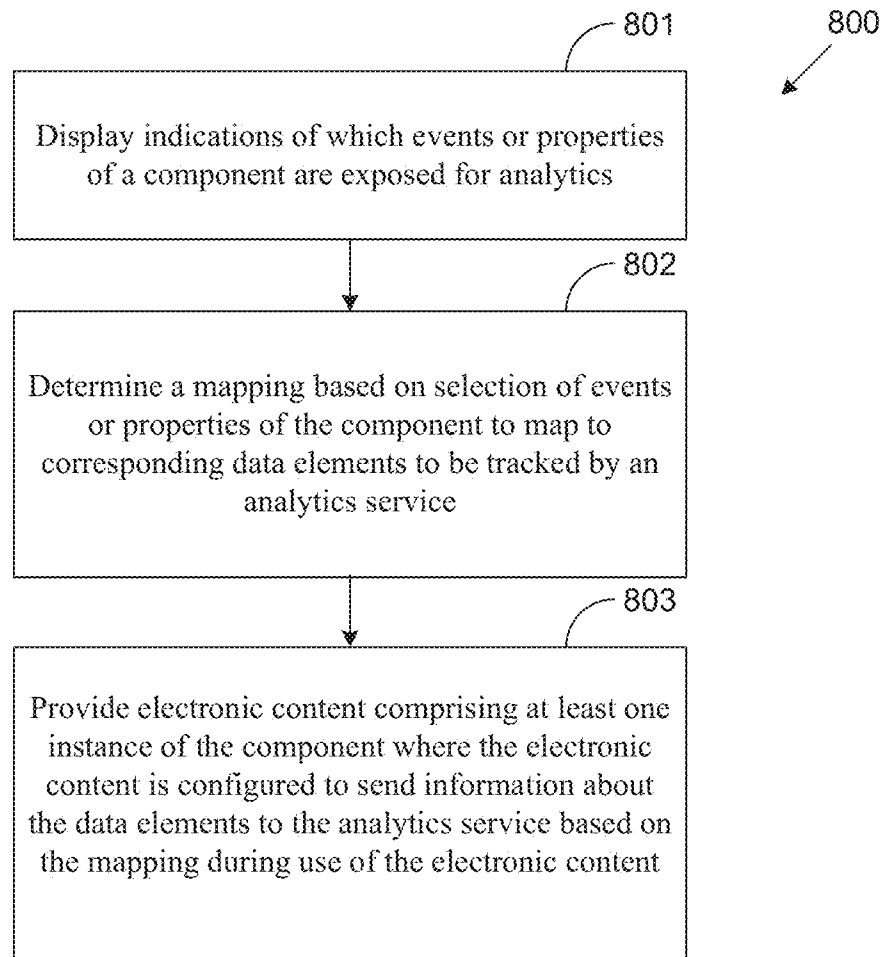 801
800
Display indications of which events or properties
of a component are exposed for analytics
802
Determine a mapping based on selection of events
or properties of the component to map to
corresponding data elements to be tracked by an
analytics service
803
Provide electronic content comprising at least one
instance of the component where the electronic
content is configured to send information about
the data elements to the analytics service based on
the mapping during use of the electronic content